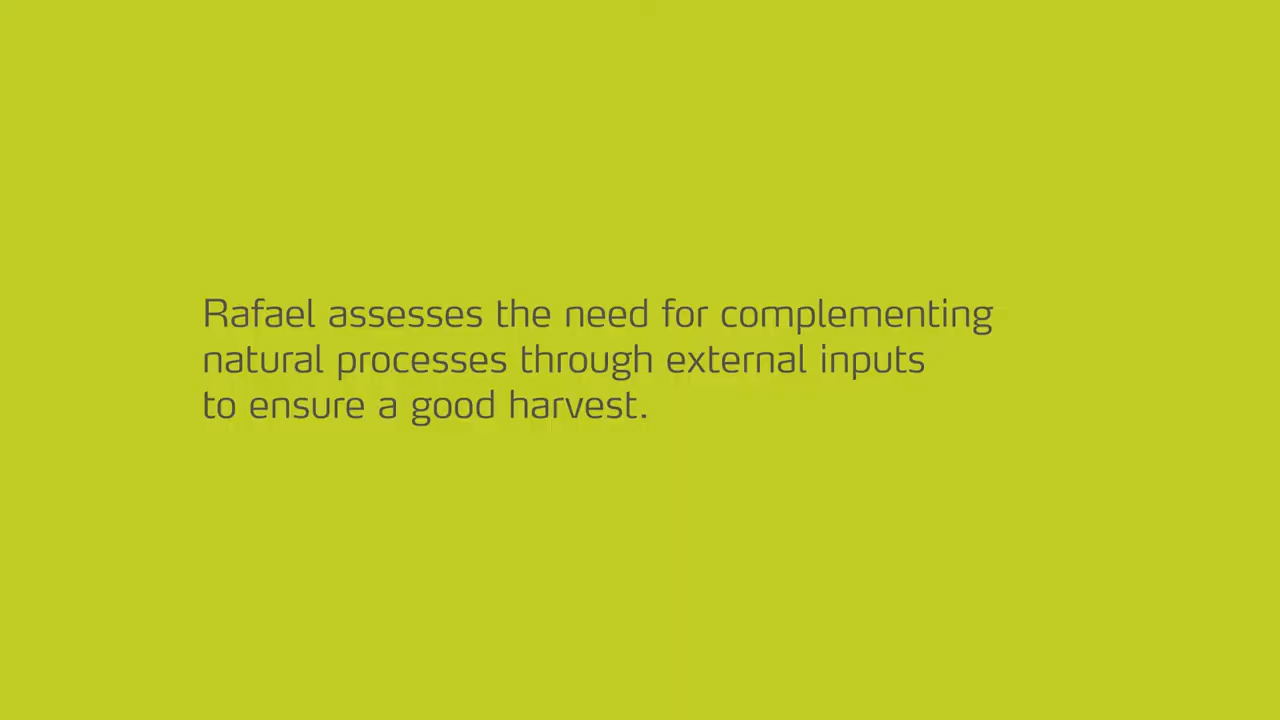 Rafael assesses the need for complementing
natural processes through external inputs
to ensure a good harvest.